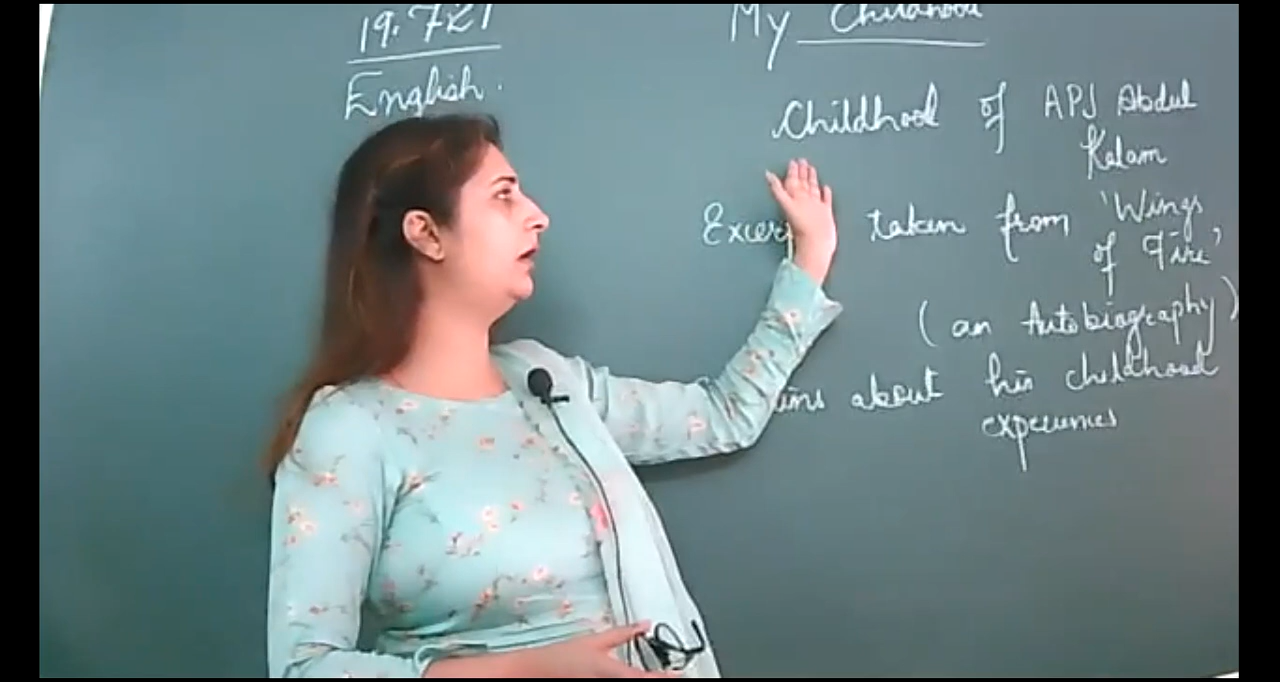 19.7.21
English.
My Childhood
Childhood of APJ Abdul
Kalam
taken from 'Wings
of Fire'
(an Autobiography)
about his childhood
experiences